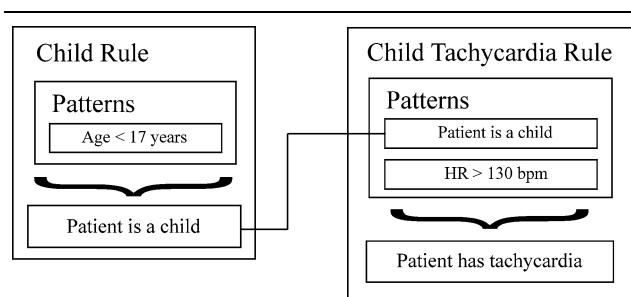 Child Rule
Patterns
Age < 17 years
Patient is a child
Child Tachycardia Rule
Patterns
Patient is a child
HR > 130 bpm
Patient has tachycardia